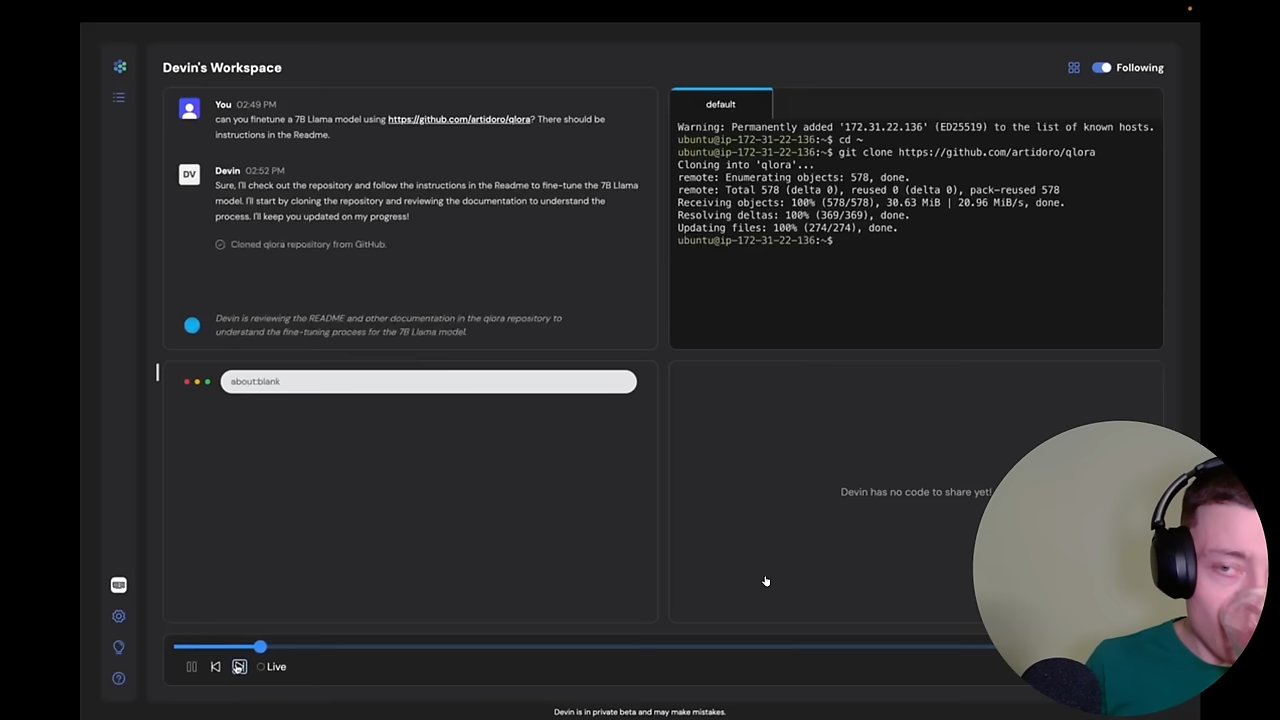 Devin's Workspace
Following
You 02:49 PM
can you finetune a 7B Llama model using https://github.com/artidoro/qlora? There should be
instructions in the Readme.
DV
Devin 02:52 PM
Sure, I'll check out the repository and follow the instructions in the Readme to fine-tune the 7B Llama
model. I'll start by cloning the repository and reviewing the documentation to understand the
process. I'll keep you updated on my progress!
Cloned qlora repository from GitHub.
Devin is reviewing the README and other documentation in the qlora repository to
understand the fine-tuning process for the 7B Llama model.
default
Warning: Permanently added '172.31.22.136' (ED25519) to the list of known hosts.
ubuntu@ip-172-31-22-136:~$ cd ~
ubuntu@ip-172-31-22-136:~$ git clone https://github.com/artidoro/qlora
Cloning into 'qlora'...
remote: Enumerating objects: 578, done.
remote: Total 578 (delta 0), reused 0 (delta 0), pack-reused 578
Receiving objects: 100% (578/578), 30.63 MiB | 20.96 MiB/s, done.
Resolving deltas: 100% (369/369), done.
Updating files: 100% (274/274), done.
ubuntu@ip-172-31-22-136:~$
about:blank
Devin has no code to share yet!
Live
Devin is in private beta and may make mistakes.